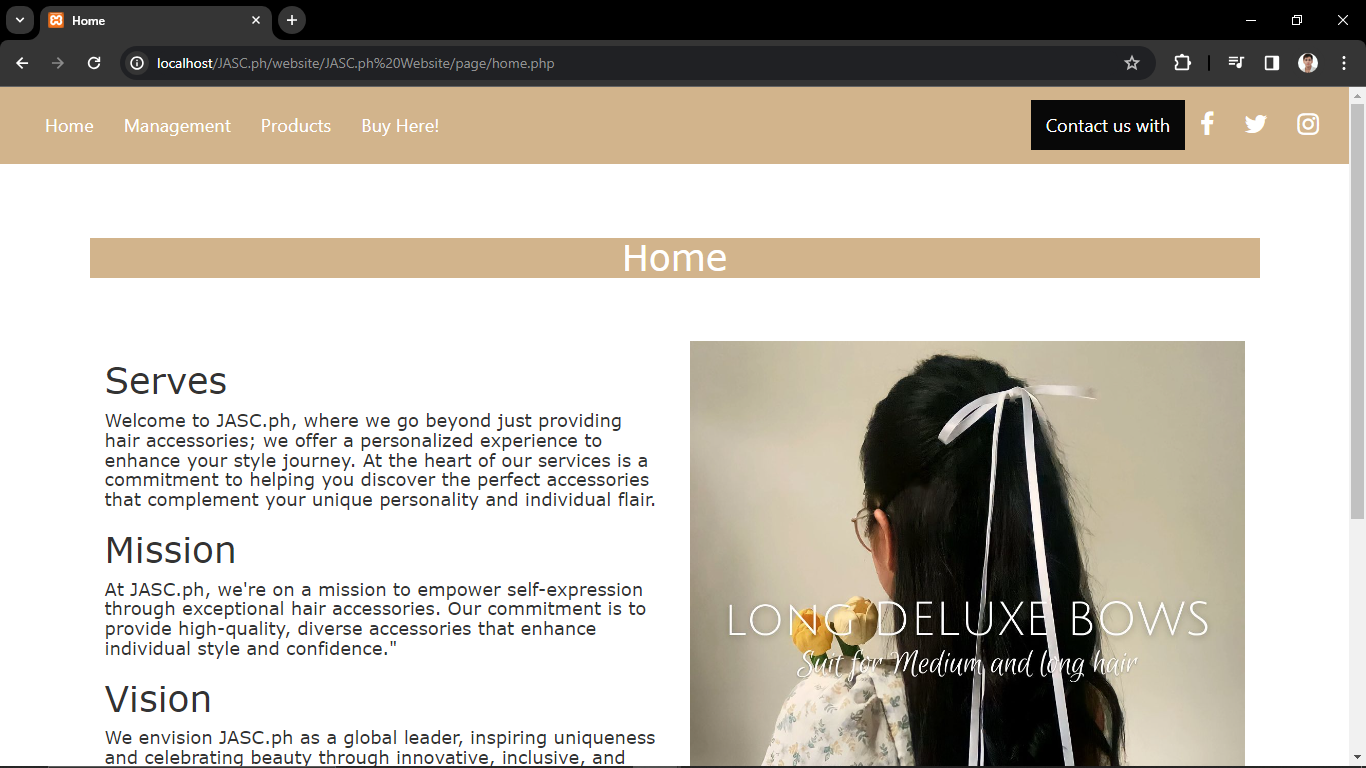 Home
localhost/JASC.ph/website/JASC.ph%20Website/page/home.php
Home Management Products Buy Here! Contact us with
Home
Serves
Welcome to JASC.ph, where we go beyond just providing
hair accessories; we offer a personalized experience to
enhance your style journey. At the heart of our services is a
commitment to helping you discover the perfect accessories
that complement your unique personality and individual flair.
Mission
At JASC.ph, we're on a mission to empower self-expression
through exceptional hair accessories. Our commitment is to
provide high-quality, diverse accessories that enhance
individual style and confidence."
Vision
We envision JASC.ph as a global leader, inspiring uniqueness
and celebrating beauty through innovative, inclusive, and
LONG DELUXE BOWS
Suit for Medium and long hair